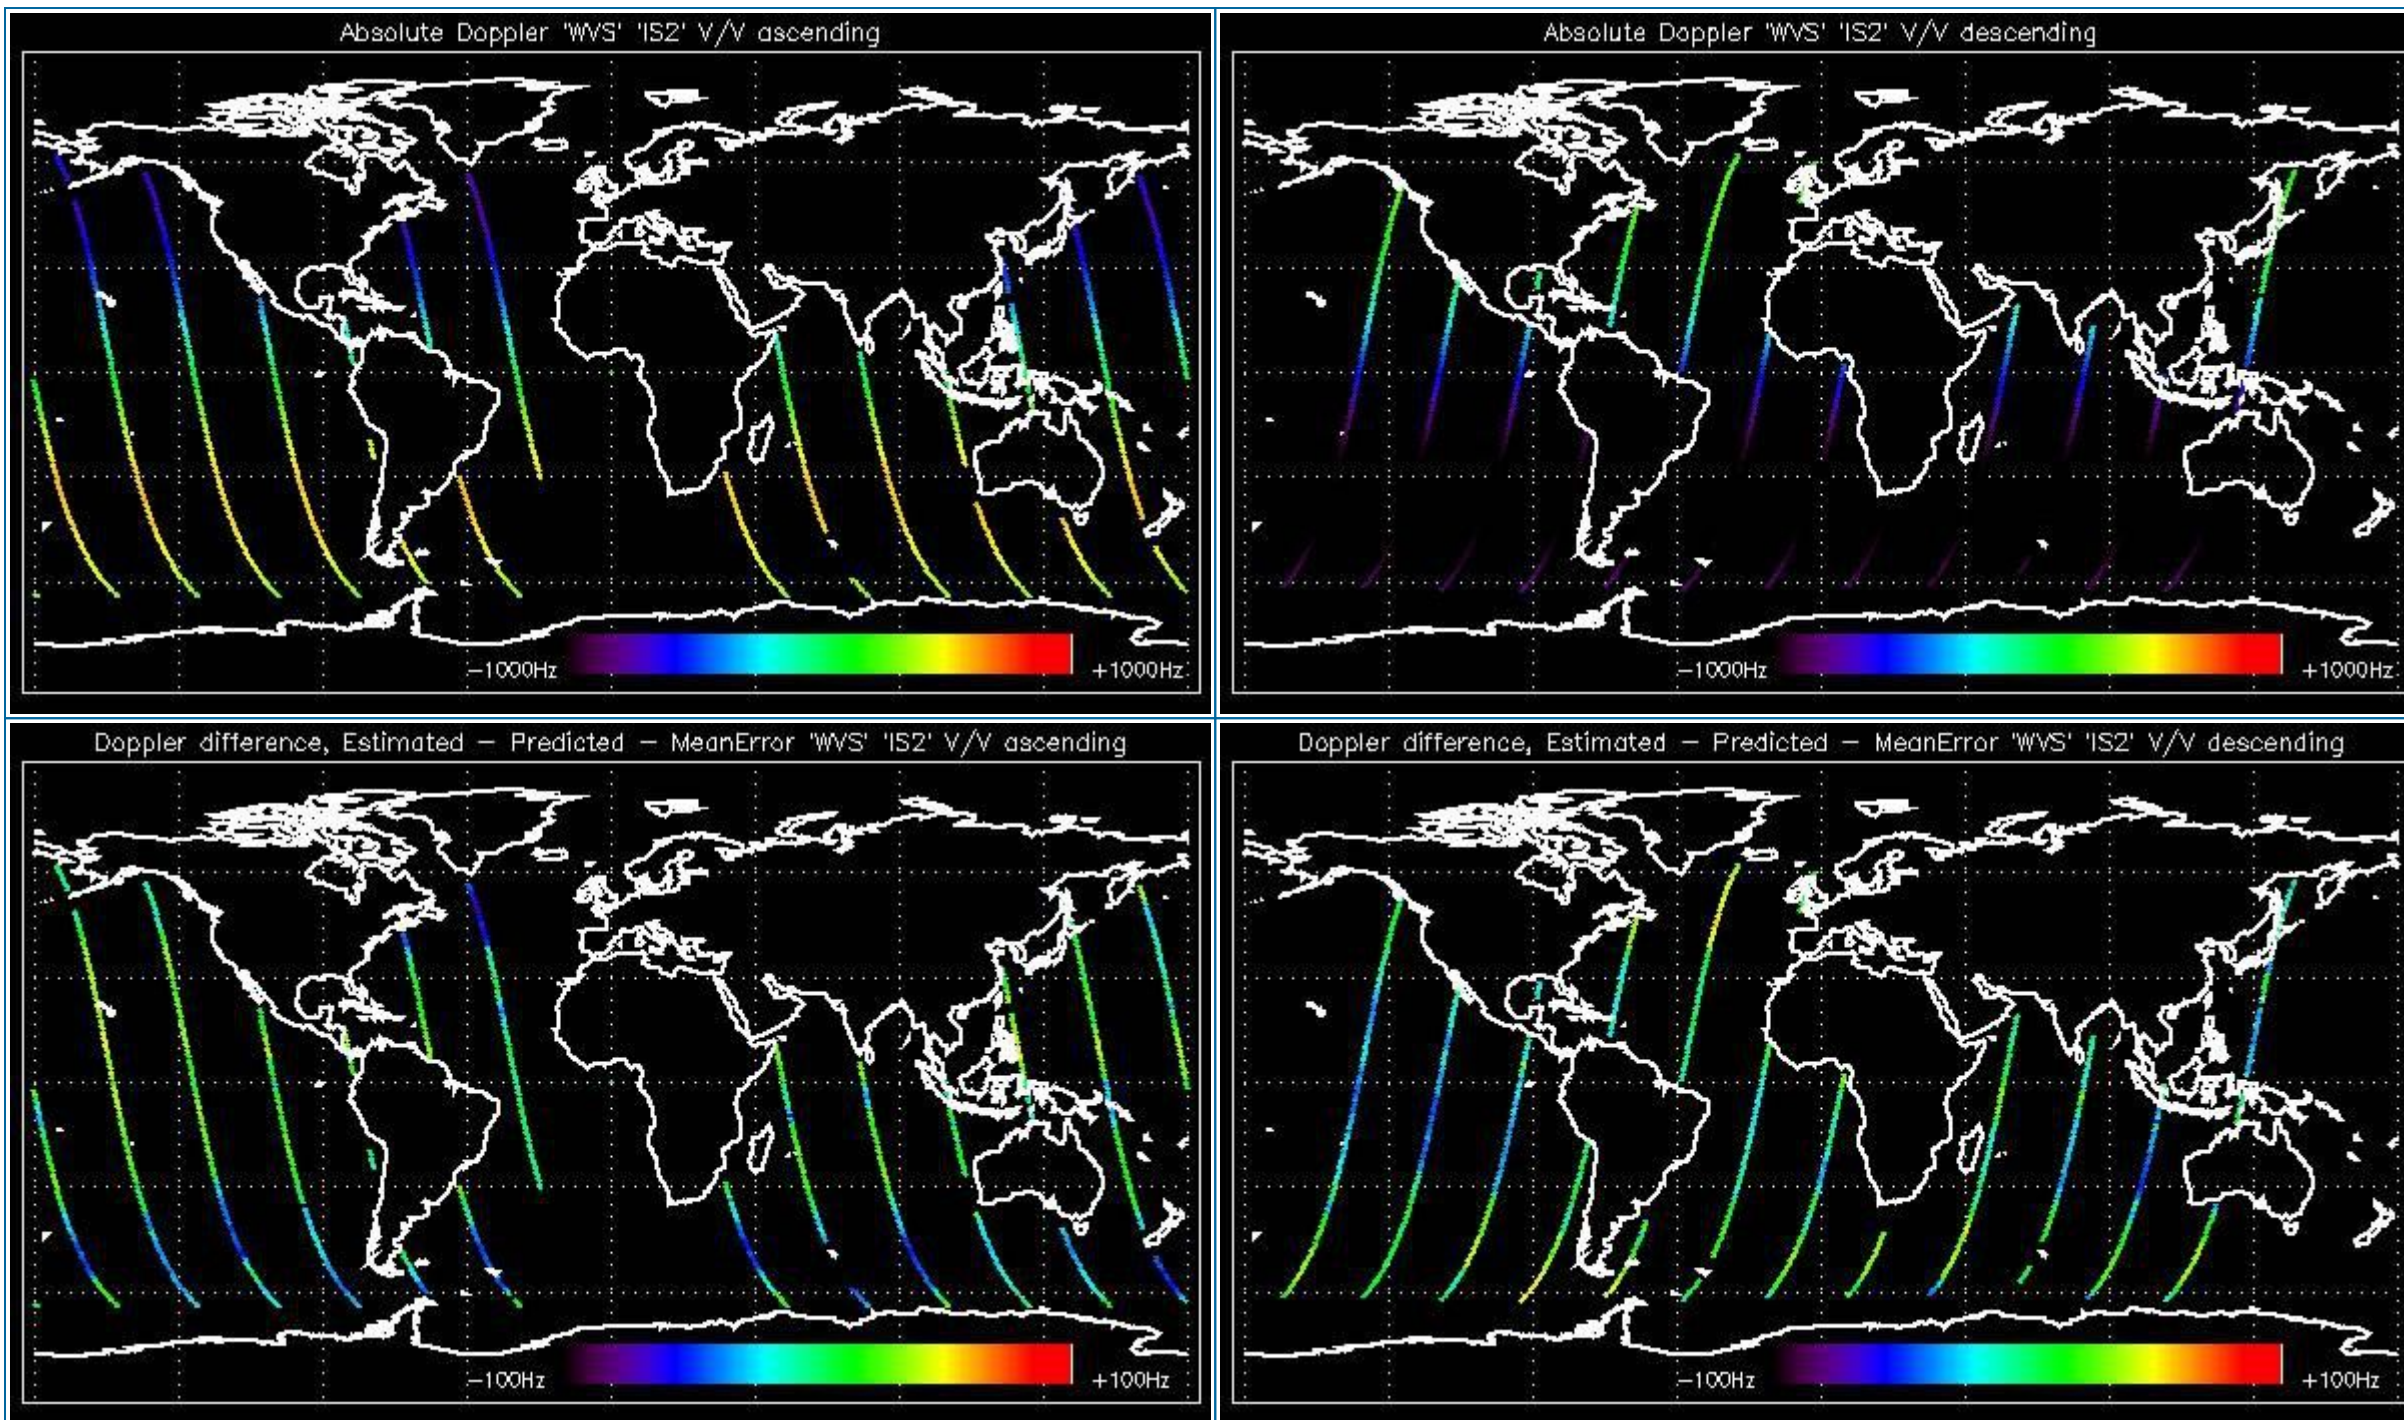 Absolute Doppler 'WVS' 'IS2' V/V ascending
-1000Hz
+1000Hz
Absolute Doppler 'WVS' 'IS2' V/V descending
-1000Hz
+1000Hz
Doppler difference, Estimated - Predicted - MeanError 'WVS' 'IS2' V/V ascending
-100Hz
+100Hz
Doppler difference, Estimated - Predicted - MeanError 'WVS' 'IS2' V/V descending
-100Hz
+100Hz